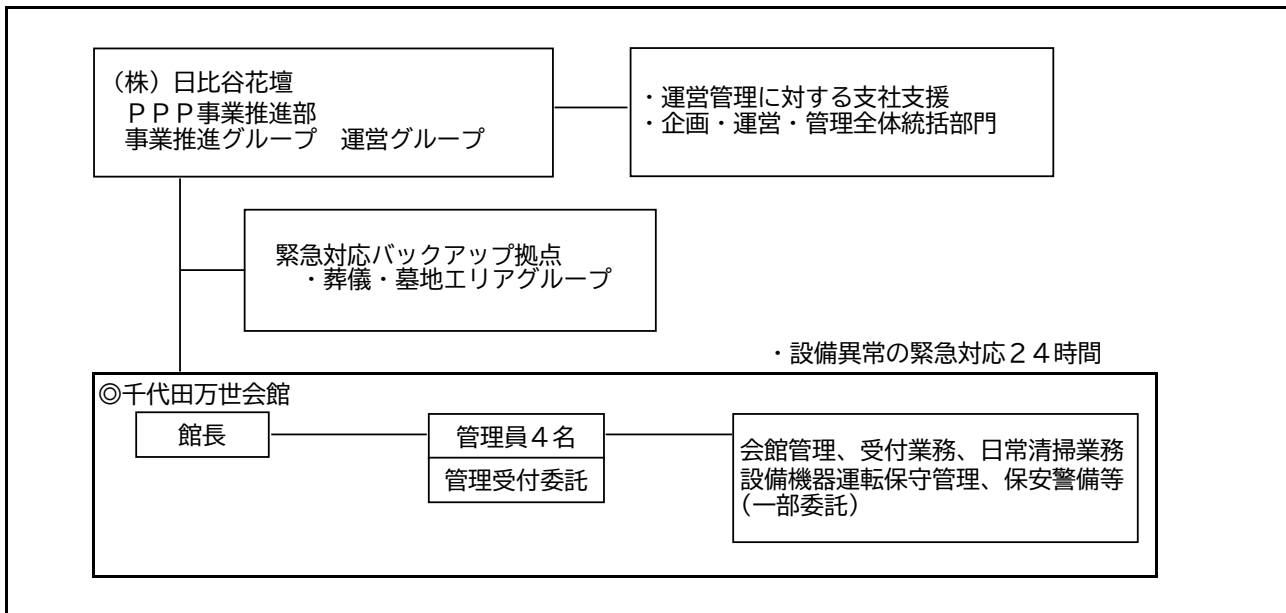 （株）日比谷花壇
ＰＰＰ事業推進部
事業推進グループ　運営グループ
・運営管理に対する支社支援
・企画・運営・管理全体統括部門
緊急対応バックアップ拠点
・葬儀・墓地エリアグループ
・設備異常の緊急対応２４時間
◎千代田万世会館
館長
管理員４名
管理受付委託
会館管理、受付業務、日常清掃業務
設備機器運転保守管理、保安警備等
（一部委託）